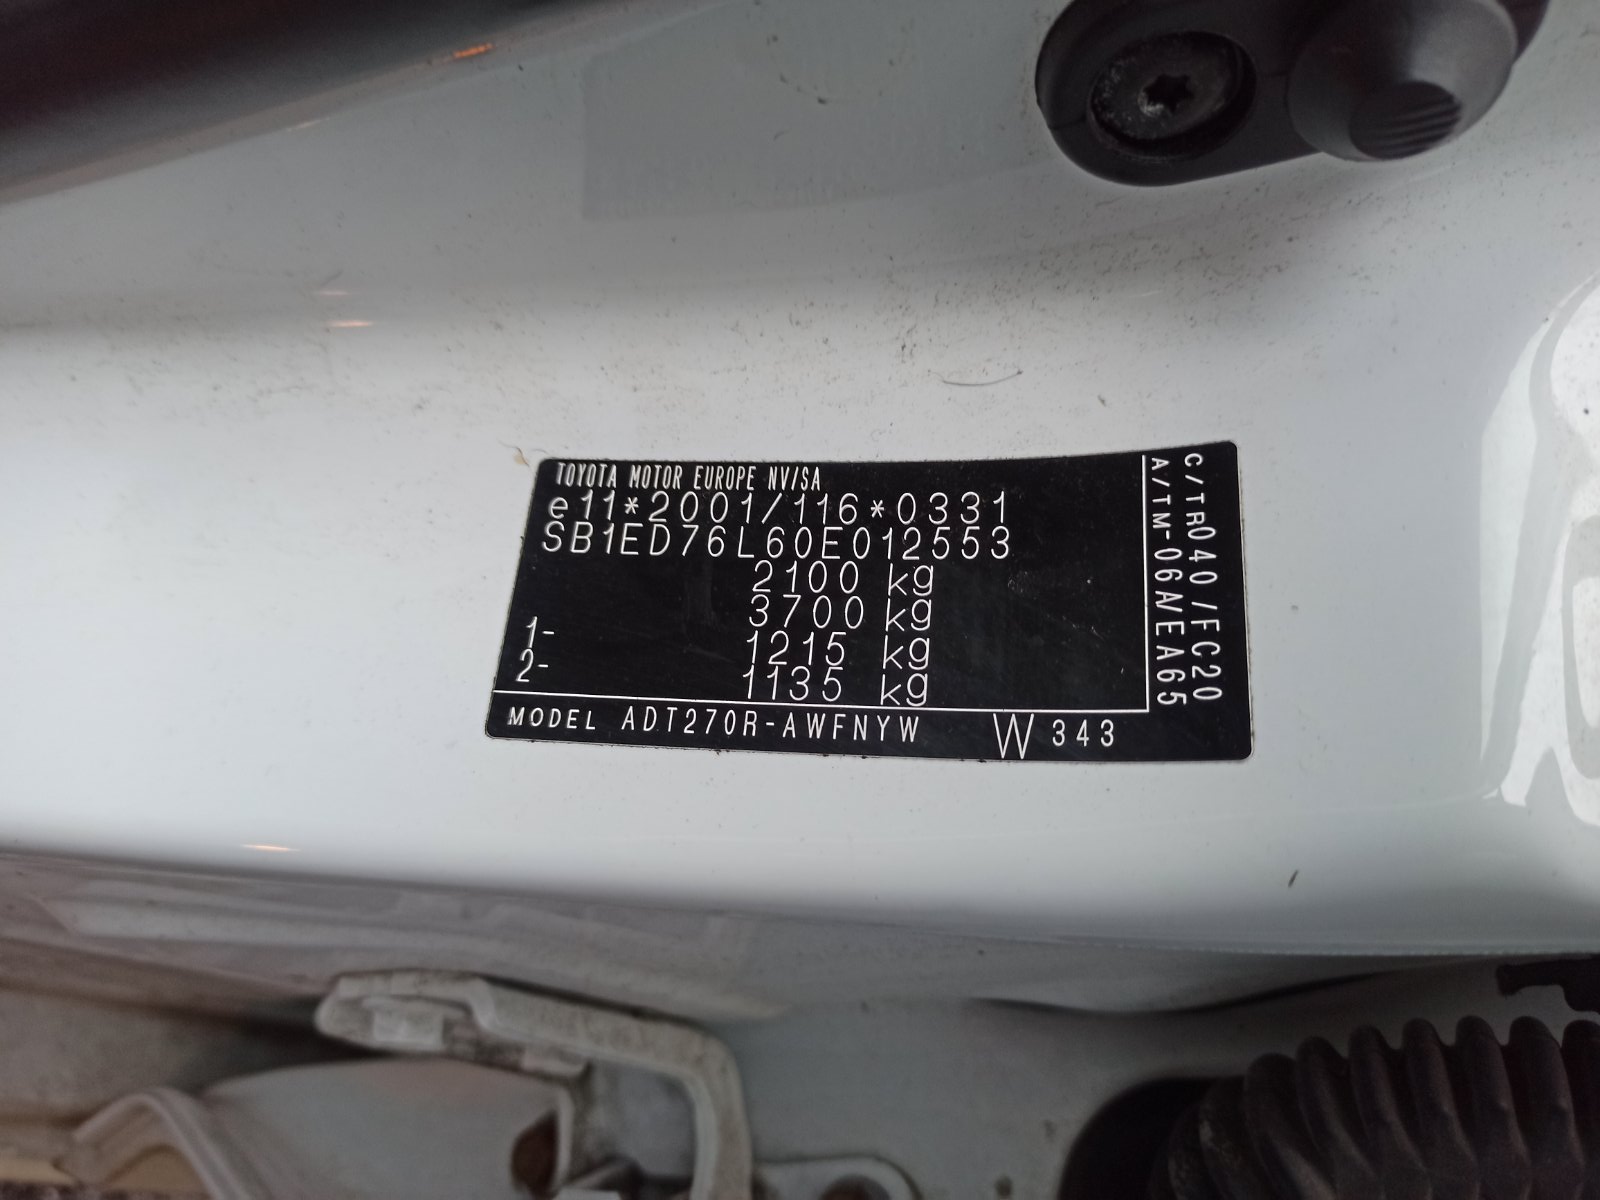 TOYOTA MOTOR EUROPE NV/SA
e11*2001/116*0331
SB1ED76L60E012553
2100 kg
3700 kg
1- 1215 kg
2- 1135 kg
MODEL ADT270R-AWFNYW W343
C/TR040/FC20
A/TM-06A/EA65